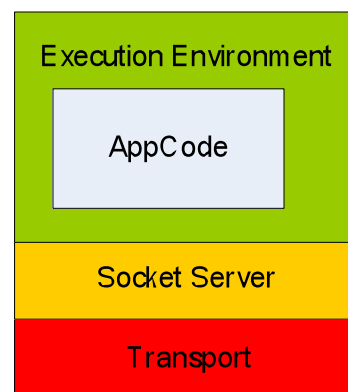 Execution Environment
AppCode
Socket Server
Transport